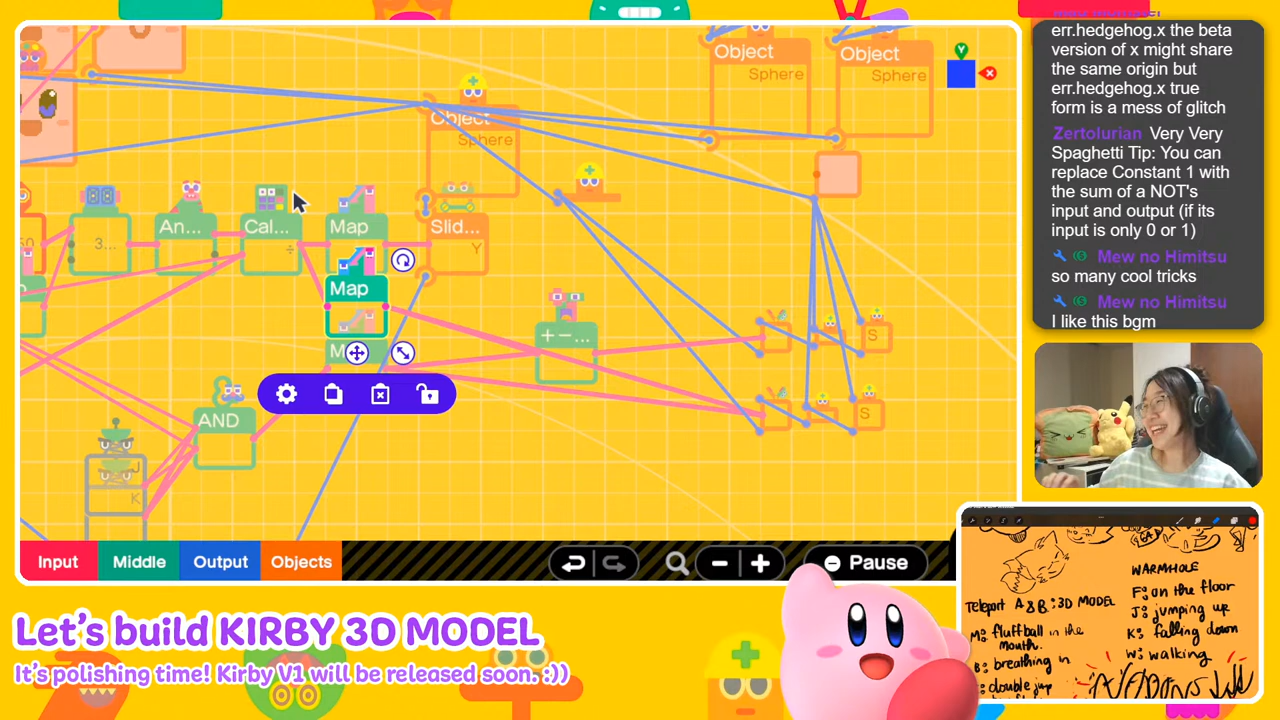 Object
Sphere
Object
Sphere
Y
X
Object
Sphere
3...
An...
Cal...
÷
Map
Slid...
Y
Map
+−...
S
S
AND
J
K
Input
Middle
Output
Objects
Pause
err.hedgehog.x the beta
version of x might share
the same origin but
err.hedgehog.x true
form is a mess of glitch
Zertolurian Very Very
Spaghetti Tip: You can
replace Constant 1 with
the sum of a NOT's
input and output (if its
input is only 0 or 1)
Mew no Himitsu
so many cool tricks
Mew no Himitsu
I like this bgm
Teleport A&B: 3D MODEL
M: fluffball in the
mouth.
B: breathing in
: double jump
WARMHOLE
F: on the floor
J: jumping up
K: falling down
W: walking
Let's build KIRBY 3D MODEL
It's polishing time! Kirby V1 will be released soon. :))